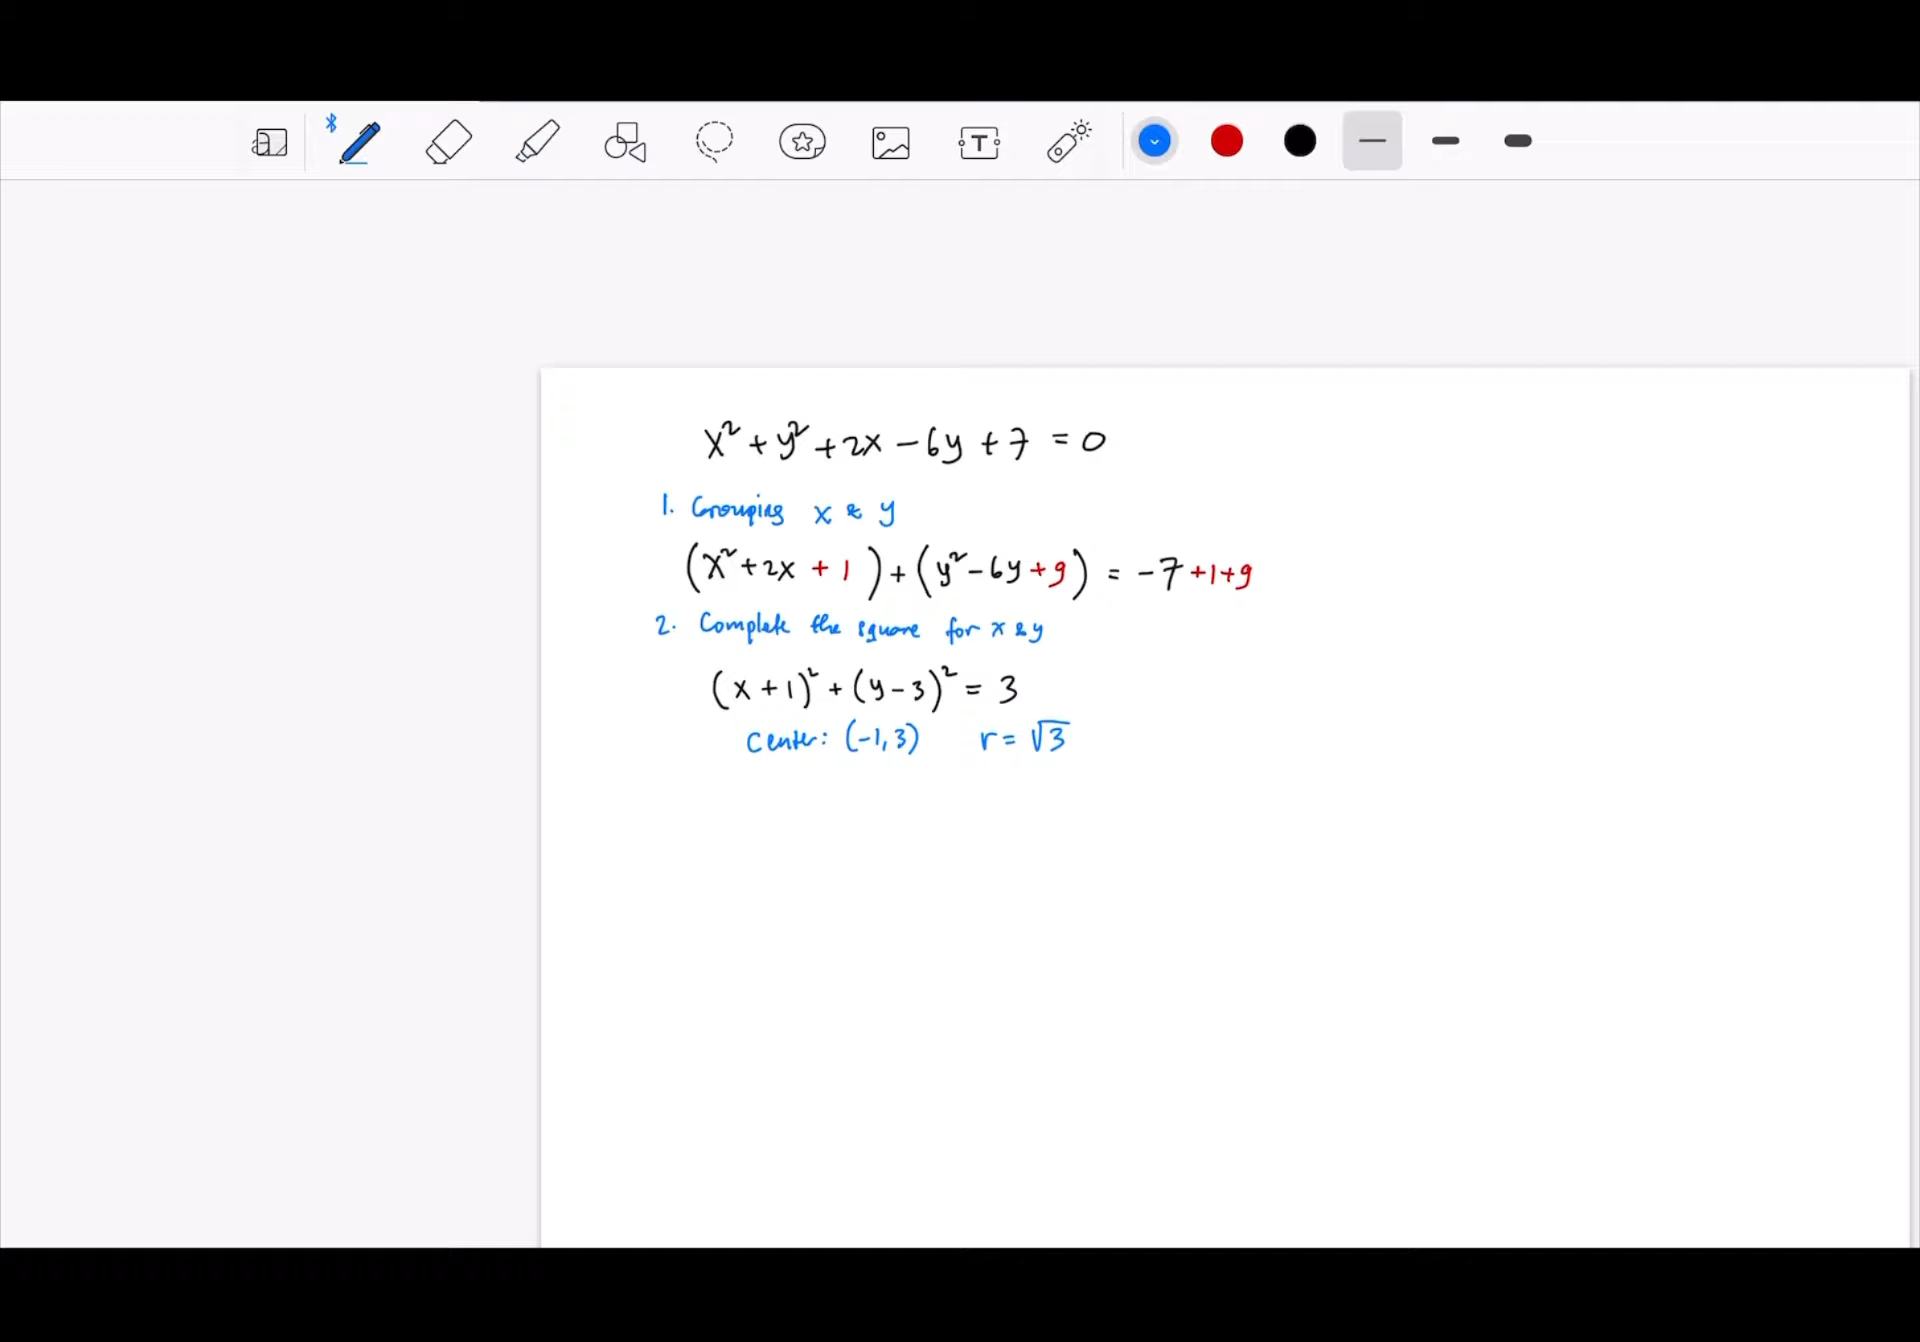 x² + y² + 2x − 6y + 7 = 0
1. Grouping x & y
(x² + 2x + 1) + (y² − 6y + 9) = −7 + 1 + 9
2. Complete the square for x & y
(x + 1)² + (y − 3)² = 3
center: (−1, 3) r = √3